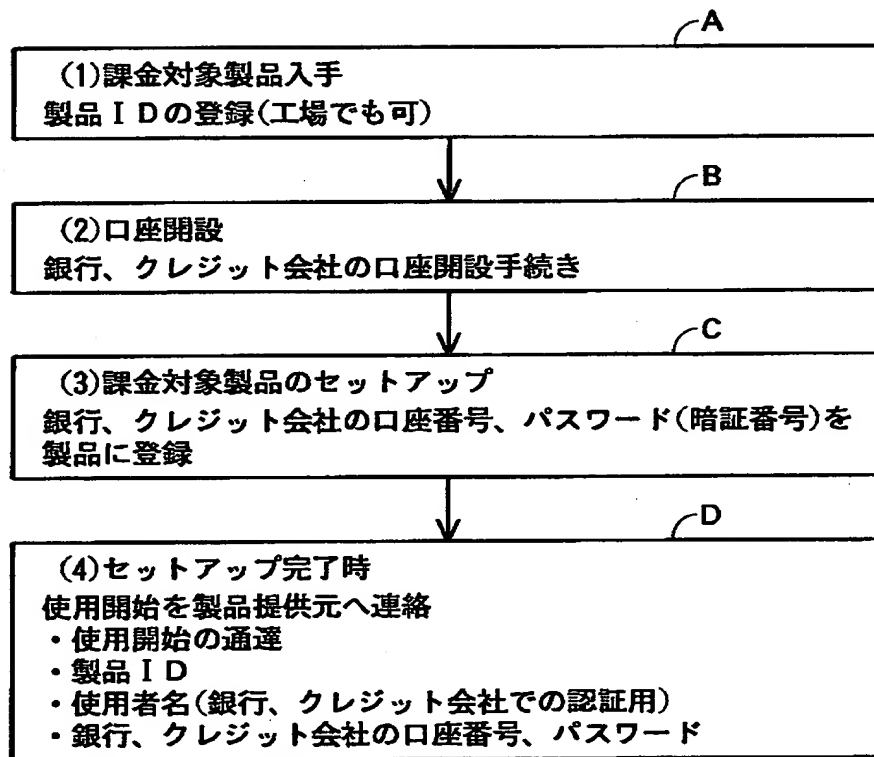 A
(1)課金対象製品入手
製品IDの登録(工場でも可)
B
(2)口座開設
銀行、クレジット会社の口座開設手続き
C
(3)課金対象製品のセットアップ
銀行、クレジット会社の口座番号、パスワード(暗証番号)を
製品に登録
D
(4)セットアップ完了時
使用開始を製品提供元へ連絡
・使用開始の通達
・製品ID
・使用者名(銀行、クレジット会社での認証用)
・銀行、クレジット会社の口座番号、パスワード